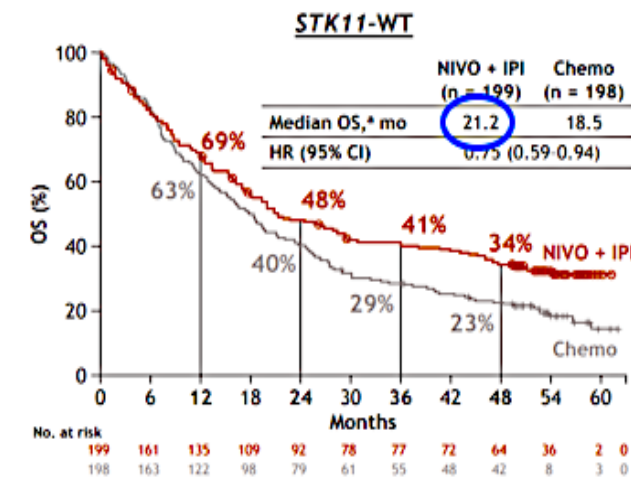 STK11-WT
NIVO + IPI Chemo
(n = 199) (n = 198)
Median OS,* mo 21.2 18.5
HR (95% CI) 0.75 (0.59-0.94)
OS (%)
100
80
60
40
20
0
69%
63%
48%
40%
41%
29%
34%
23%
NIVO + IPI
Chemo
0 6 12 18 24 30 36 42 48 54 60
Months
No. at risk
199 161 135 109 92 78 77 72 64 36 2 0
198 163 122 98 79 61 55 48 42 8 3 0